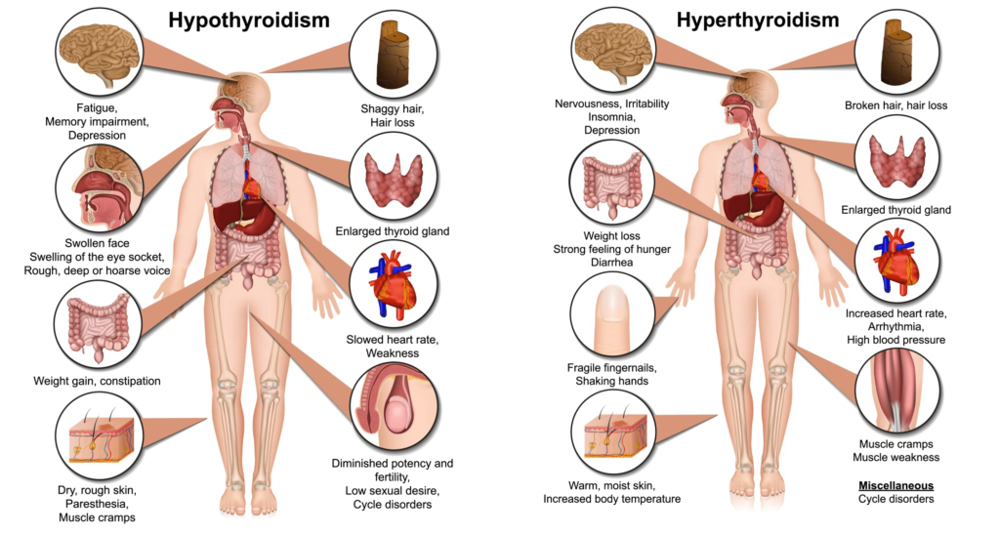 Hypothyroidism
Fatigue,
Memory impairment,
Depression
Shaggy hair,
Hair loss
Swollen face
Swelling of the eye socket,
Rough, deep or hoarse voice
Enlarged thyroid gland
Weight gain, constipation
Slowed heart rate,
Weakness
Dry, rough skin,
Paresthesia,
Muscle cramps
Diminished potency and
fertility,
Low sexual desire,
Cycle disorders
Hyperthyroidism
Nervousness, Irritability
Insomnia,
Depression
Broken hair, hair loss
Weight loss
Strong feeling of hunger
Diarrhea
Enlarged thyroid gland
Fragile fingernails,
Shaking hands
Increased heart rate,
Arrhythmia,
High blood pressure
Warm, moist skin,
Increased body temperature
Muscle cramps
Muscle weakness
Miscellaneous
Cycle disorders